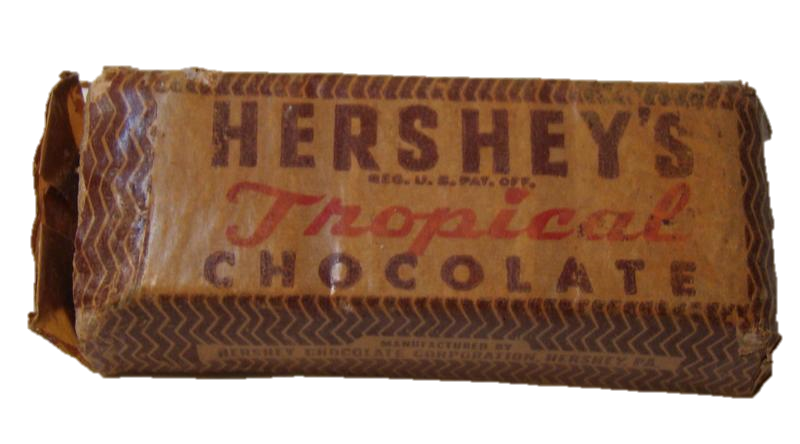 HERSHEY'S
REG. U. S. PAT. OFF.
Tropical
CHOCOLATE
MANUFACTURED BY
HERSHEY CHOCOLATE CORPORATION, HERSHEY PA.